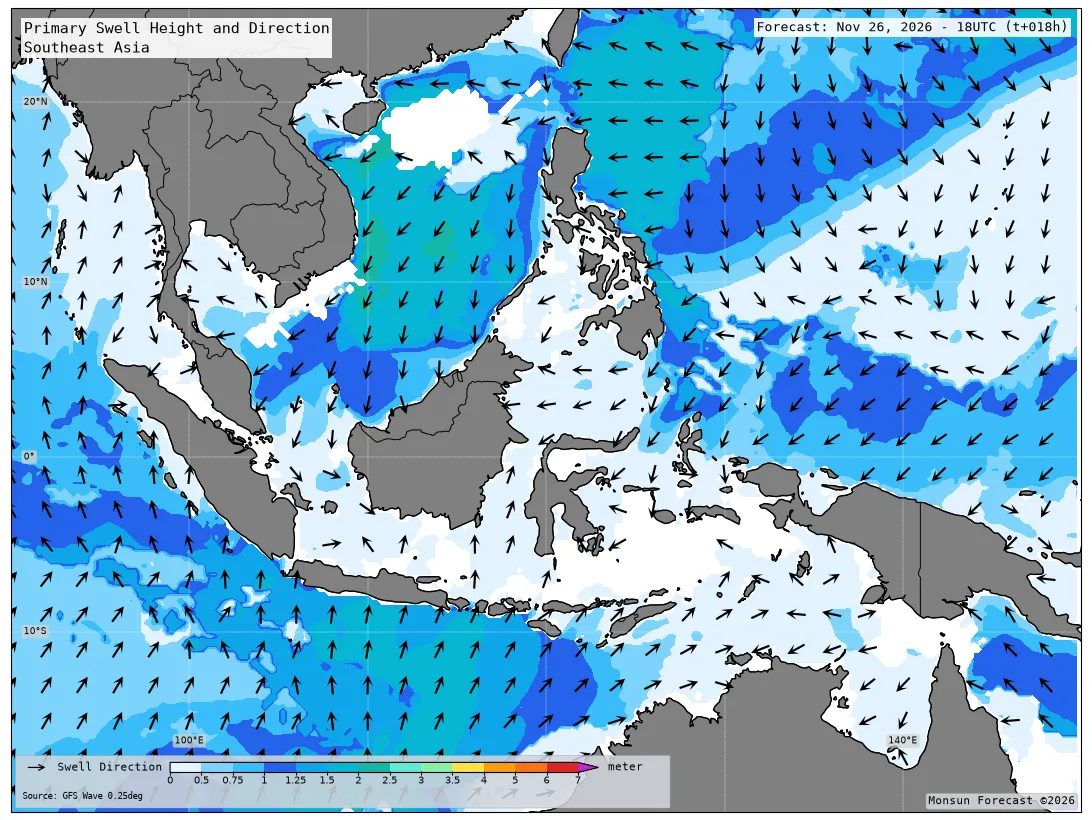 Primary Swell Height and Direction
Southeast Asia
Forecast: Nov 26, 2026 - 18UTC (t+018h)
20°N
10°N
0°
10°S
100°E
140°E
Swell Direction
0 0.5 0.75 1 1.25 1.5 2 2.5 3 3.5 4 5 6 7
meter
Source: GFS Wave 0.25deg
Monsun Forecast ©2026